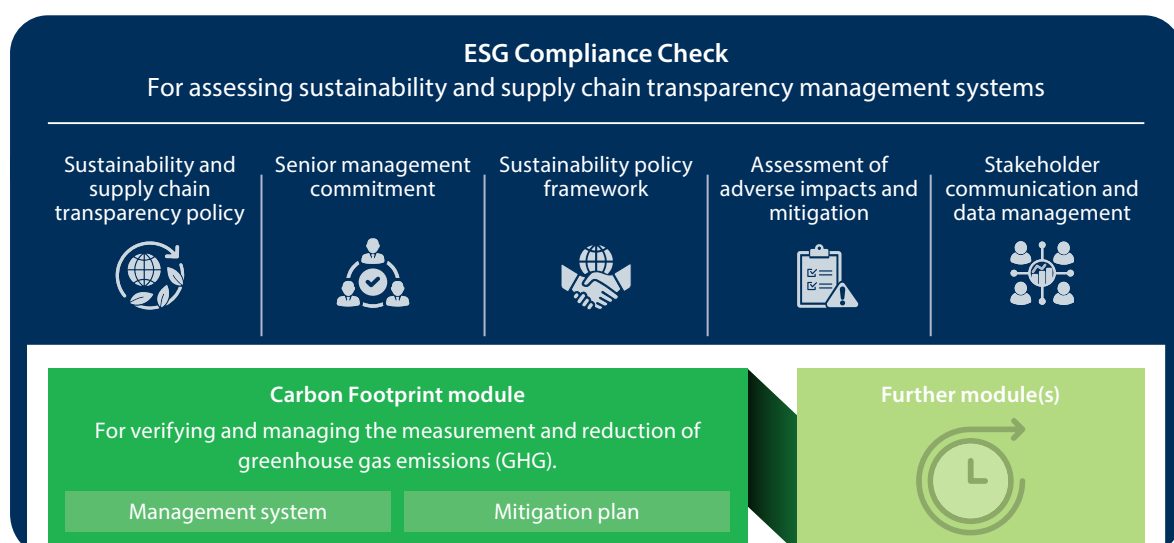 ESG Compliance Check
For assessing sustainability and supply chain transparency management systems
Sustainability and
supply chain
transparency policy
Senior management
commitment
Sustainability policy
framework
Assessment of
adverse impacts and
mitigation
Stakeholder
communication and
data management
Carbon Footprint module
For verifying and managing the measurement and reduction of
greenhouse gas emissions (GHG).
Management system
Mitigation plan
Further module(s)